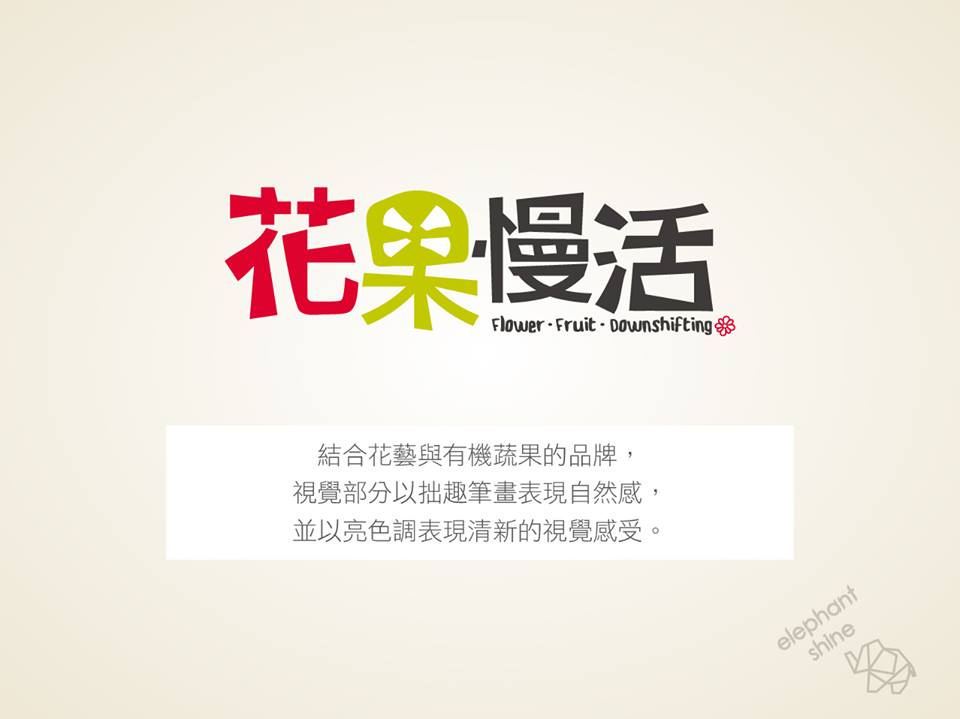 花果·慢活
Flower·Fruit·Downshifting
結合花藝與有機蔬果的品牌，
視覺部分以拙趣筆畫表現自然感，
並以亮色調表現清新的視覺感受。
elephant
shine